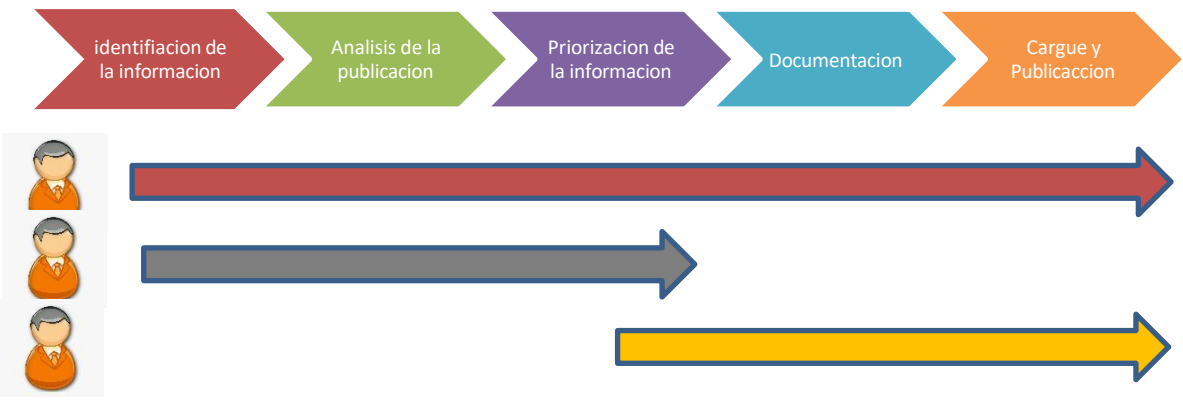 identifiacion de
la informacion
Analisis de la
publicacion
Priorizacion de
la informacion
Documentacion
Cargue y
Publicaccion